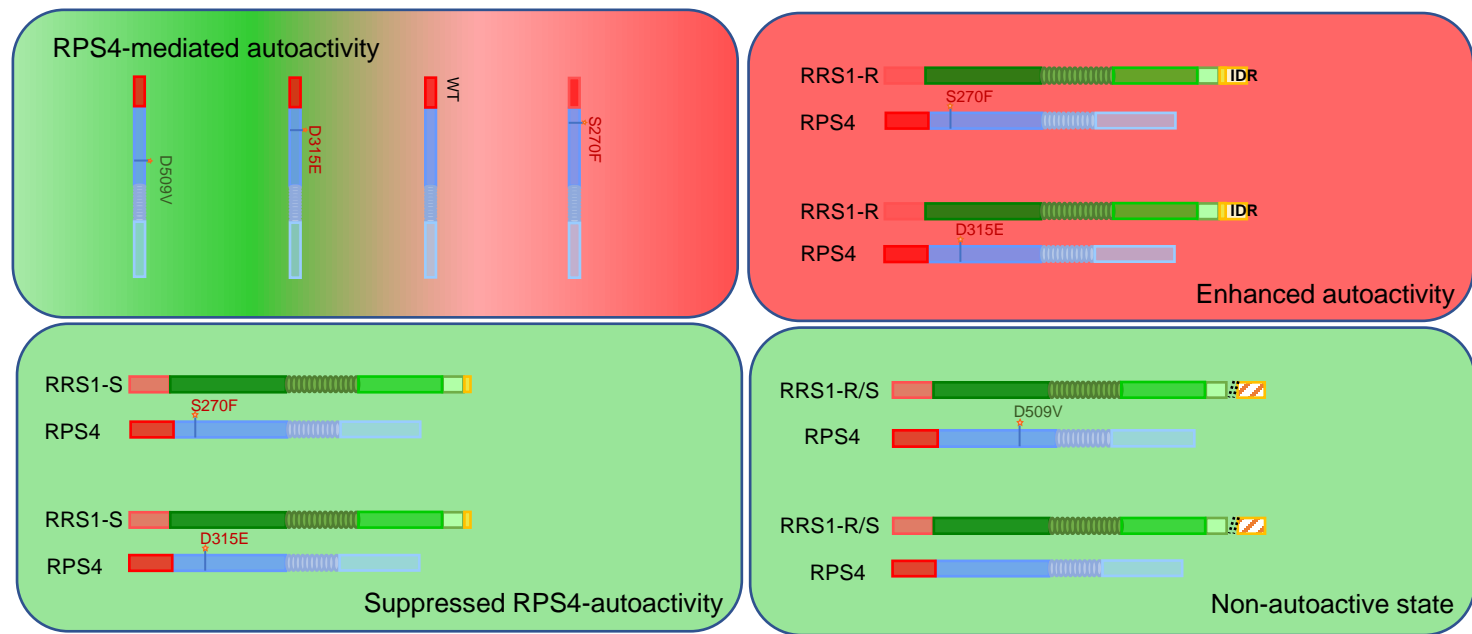 RPS4-mediated autoactivity
D509V
D315E
WT
S270F
RRS1-R
IDR
S270F
RPS4
RRS1-R
IDR
D315E
RPS4
Enhanced autoactivity
RRS1-S
S270F
RPS4
RRS1-S
D315E
RPS4
Suppressed RPS4-autoactivity
RRS1-R/S
D509V
RPS4
RRS1-R/S
RPS4
Non-autoactive state